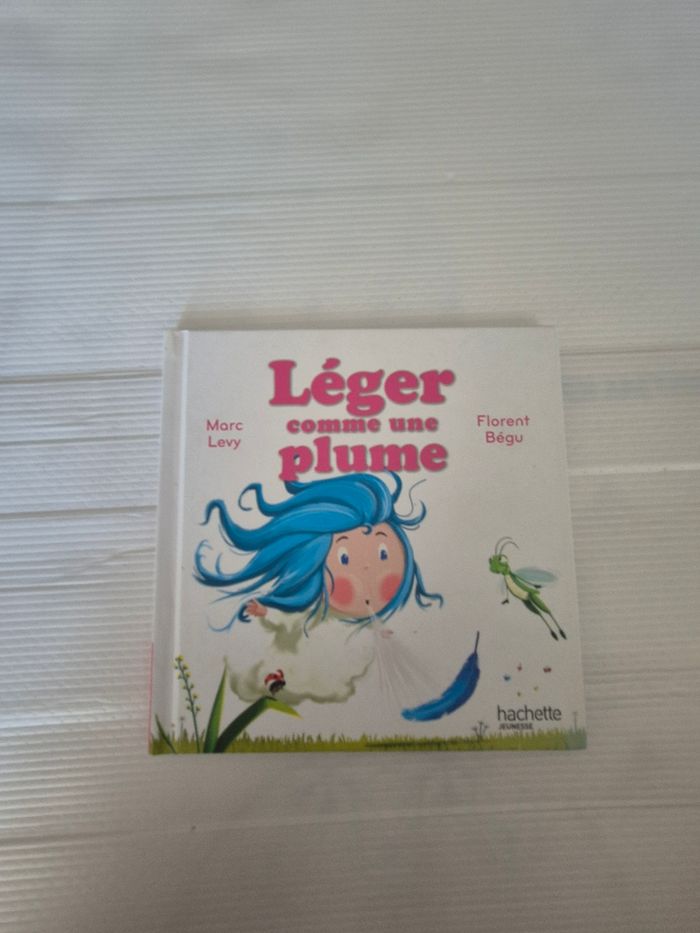 Léger
comme une
plume
Marc
Levy
Florent
Bégu
hachette
JEUNESSE